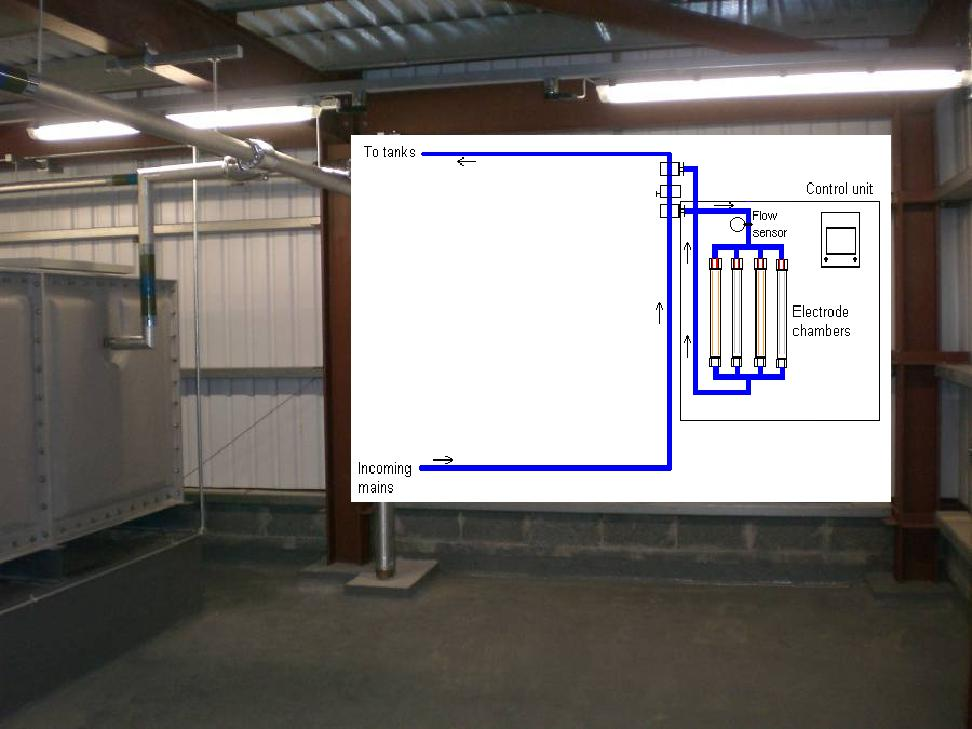 To tanks
Control unit
Flow
sensor
Electrode
chambers
Incoming
mains